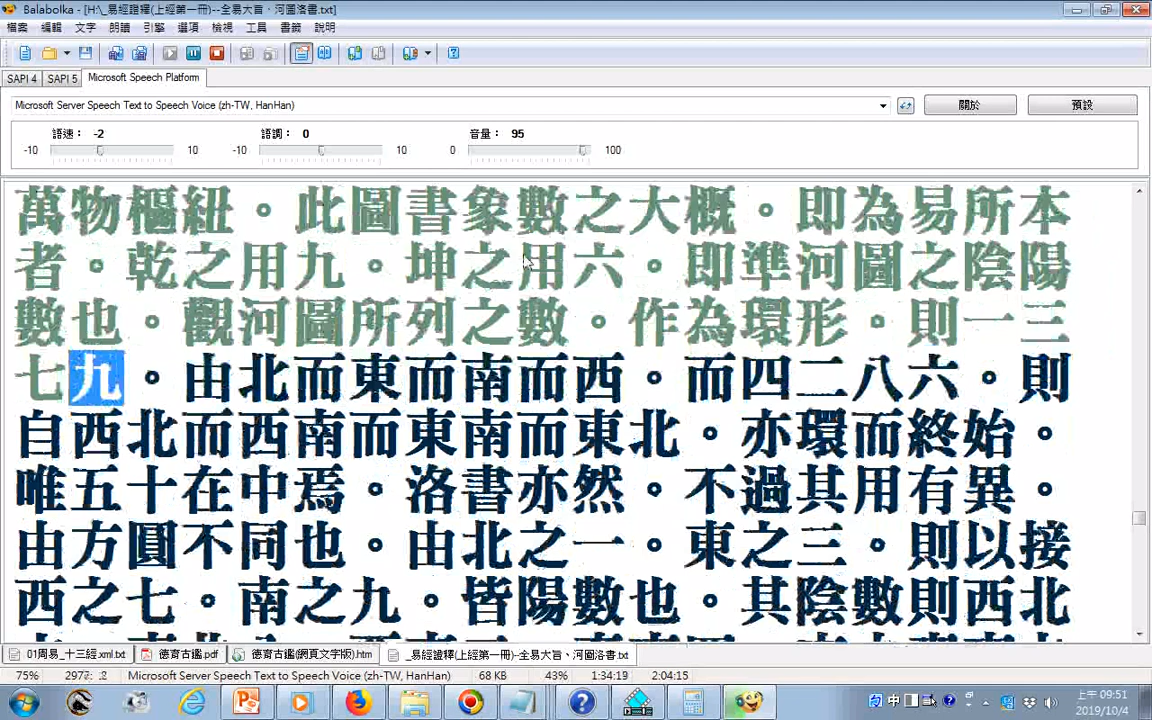 Balabolka - [H:\_易經證釋(上經第一冊)--全易大旨、河圖洛書.txt]
檔案 編輯 文字 朗讀 引擎 選項 檢視 工具 書籤 說明
SAPI 4 SAPI 5 Microsoft Speech Platform
Microsoft Server Speech Text to Speech Voice (zh-TW, HanHan) 關於 預設
語速： -2 語調： 0 音量： 95
-10 10 -10 10 0 100
萬物樞紐。此圖書象數之大概。即為易所本
者。乾之用九。坤之用六。即準河圖之陰陽
數也。觀河圖所列之數。作為環形。則一三
七九。由北而東而南而西。而四二八六。則
自西北而西南而東南而東北。亦環而終始。
唯五十在中焉。洛書亦然。不過其用有異。
由方圓不同也。由北之一。東之三。則以接
西之七。南之九。皆陽數也。其陰數則西北
01周易_十三經.xml.txt 德育古鑑.pdf 德育古鑑(網頁文字版).htm _易經證釋(上經第一冊)-全易大旨、河圖洛書.txt
75% 2977: .2 Microsoft Server Speech Text to Speech Voice (zh-TW, HanHan) 68 KB 43% 1:34:19 2:04:15
中 上午 09:51
2019/10/4